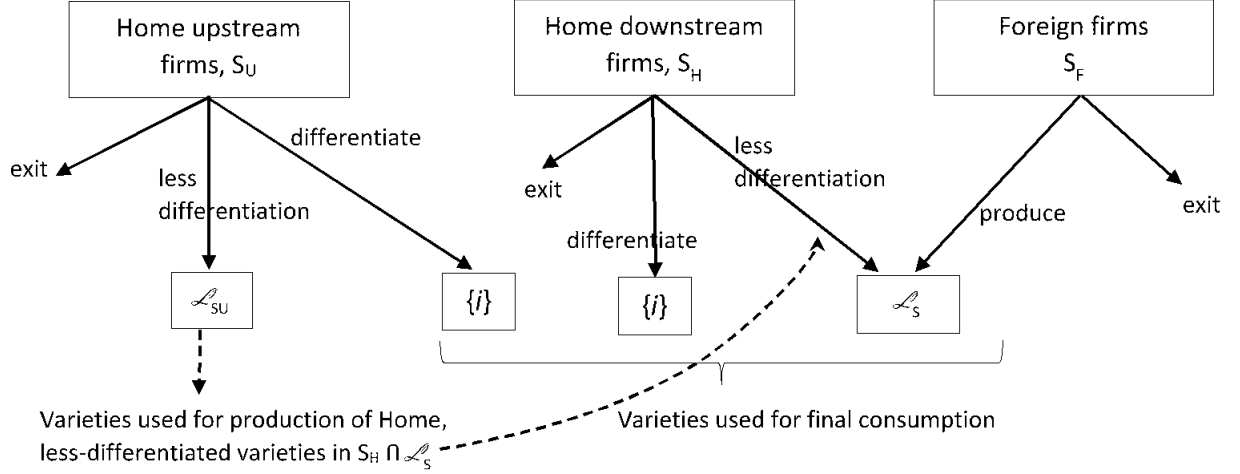 Home upstream
firms, S_U
Home downstream
firms, S_H
Foreign firms
S_F
exit
less
differentiation
differentiate
exit
differentiate
less
differentiation
produce
exit
ℒ_SU
{i}
{i}
ℒ_S
Varieties used for production of Home,
less-differentiated varieties in S_H ∩ ℒ_S
Varieties used for final consumption